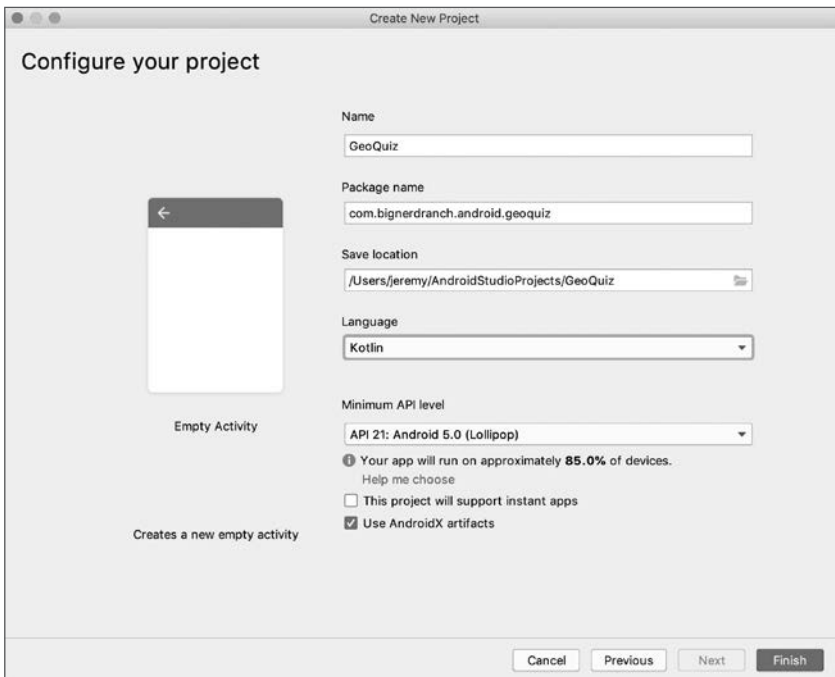 Create New Project
Configure your project
Name
GeoQuiz
Package name
com.bignerdranch.android.geoquiz
Save location
/Users/jeremy/AndroidStudioProjects/GeoQuiz
Language
Kotlin
Minimum API level
API 21: Android 5.0 (Lollipop)
Your app will run on approximately 85.0% of devices.
Help me choose
This project will support instant apps
Use AndroidX artifacts
Empty Activity
Creates a new empty activity
Cancel Previous Next Finish